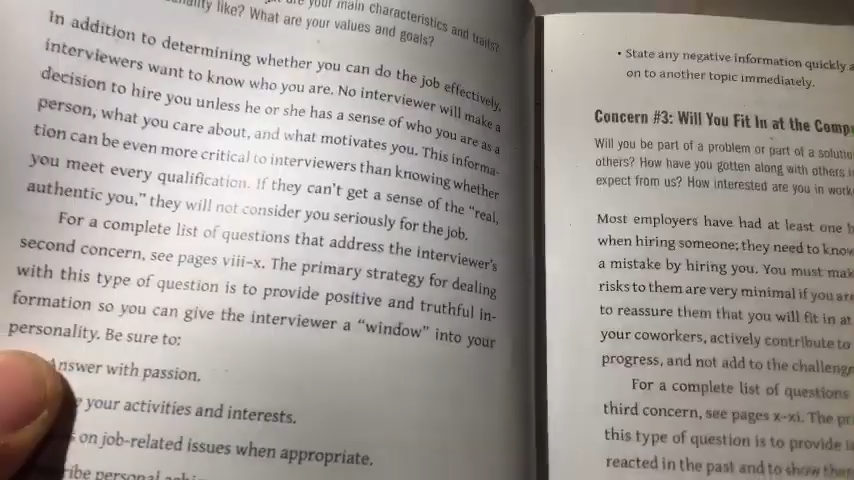 your main characteristics and traits?
like? What are your values and goals?
In addition to determining whether you can do the job effectively,
interviewers want to know who you are. No interviewer will make a
decision to hire you unless he or she has a sense of who you are as a
person, what you care about, and what motivates you. This informa-
tion can be even more critical to interviewers than knowing whether
you meet every qualification. If they can't get a sense of the "real,
authentic you," they will not consider you seriously for the job.
For a complete list of questions that address the interviewer's
second concern, see pages viii-x. The primary strategy for dealing
with this type of question is to provide positive and truthful in-
formation so you can give the interviewer a "window" into your
personality. Be sure to:
Answer with passion.
your activities and interests.
on job-related issues when appropriate.
personal
• State any negative information quickly
on to another topic immediately.
Concern #3: Will You Fit In at the
Will you be part of a problem or part of a
others? How have you gotten along with others
expect from us? How interested are you in
Most employers have had at least one
when hiring someone; they need to know
a mistake by hiring you. You must
risks to them are very minimal if you are
to reassure them that you will fit in at
your coworkers, actively contribute to
progress, and not add to the
For a complete list of questions
third concern, see pages x-xi. The
this type of question is to provide
reacted in the past and to show